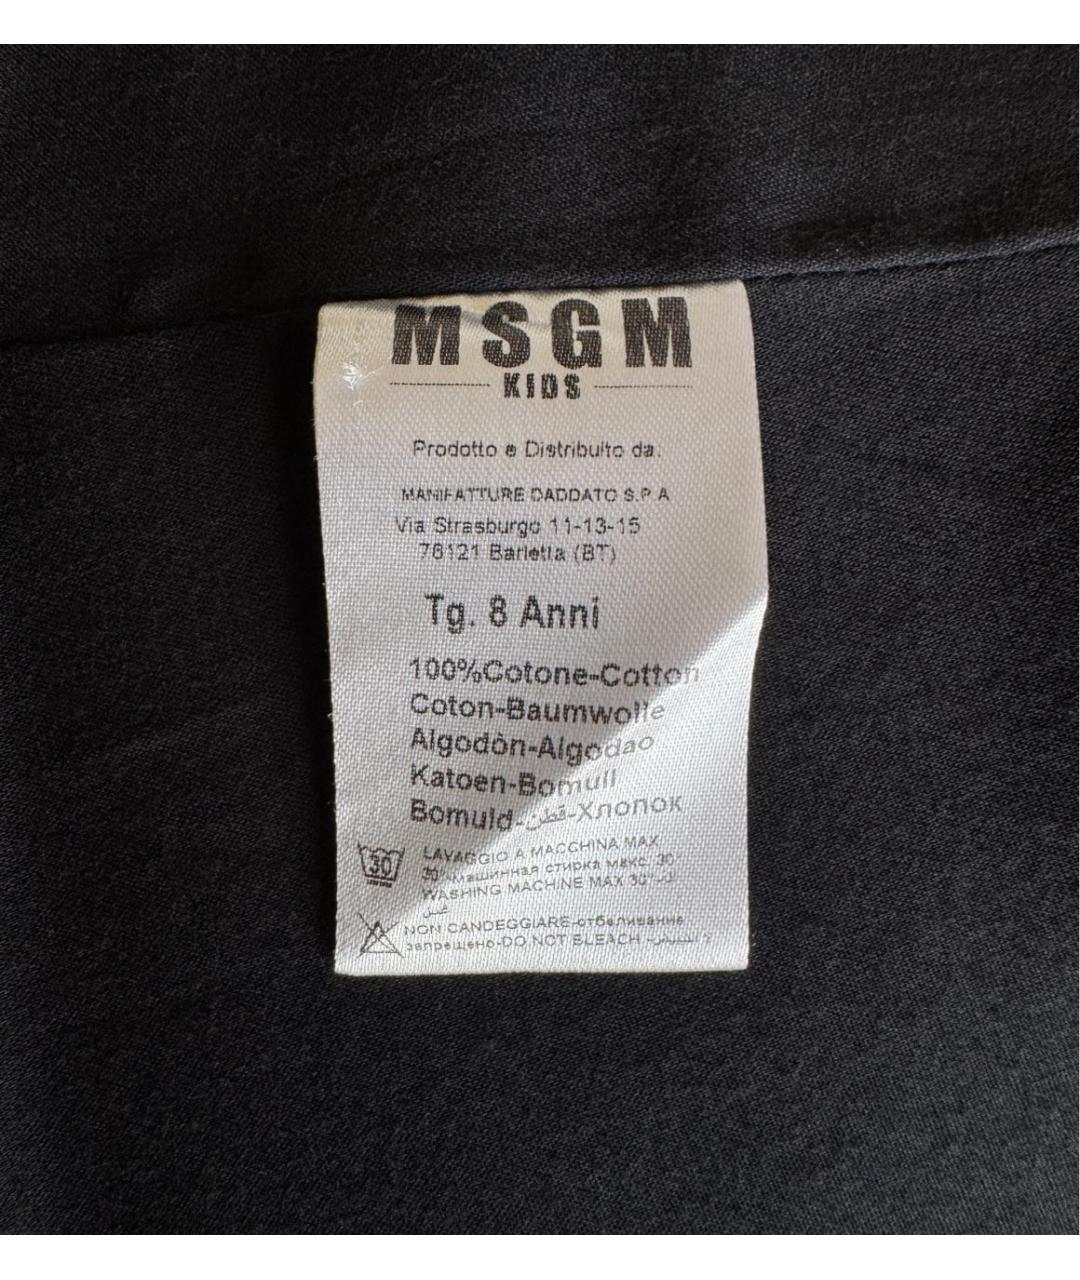 MSGM
KIDS
Prodotto e Distribuito da:
MANIFATTURE DADDATO S.P.A
Via Strasburgo 11-13-15
76121 Barletta (BT)
Tg. 8 Anni
100%Cotone-Cotton
Coton-Baumwolle
Algodòn-Algodao
Katoen-Bomull
Bomuld-قطن-Хлопок
30
LAVAGGIO A MACCHINA MAX
30°-машинная стирка макс. 30°
WASHING MACHINE MAX 30°-
غسل
NON CANDEGGIARE-отбеливание
запрещено-DO NOT BLEACH -